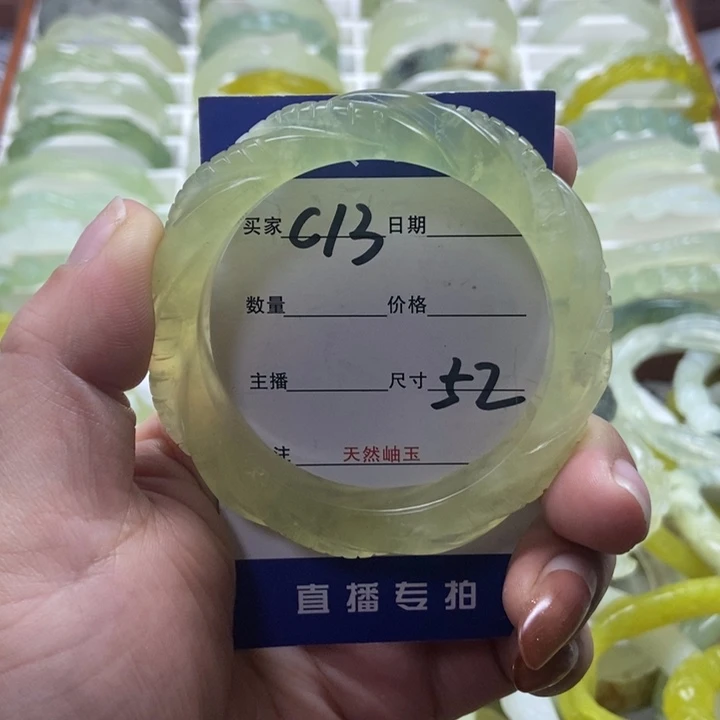 买家 C13 日期
数量 价格
主播 尺寸 52
注 天然岫玉
直播专拍